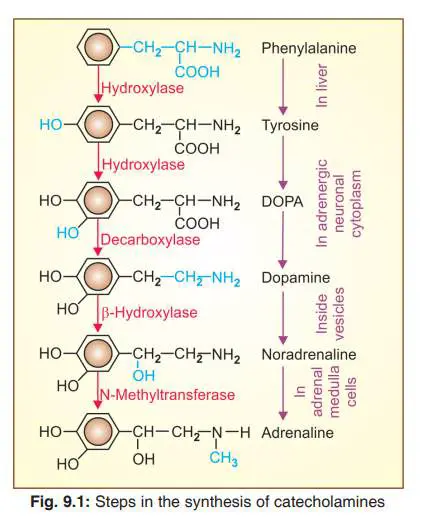 CH2–CH–NH2 Phenylalanine
COOH
Hydroxylase
In liver
HO CH2–CH–NH2 Tyrosine
COOH
Hydroxylase
HO CH2–CH–NH2 DOPA
HO COOH
Decarboxylase
In adrenergic
neuronal
cytoplasm
HO CH2–CH2–NH2 Dopamine
HO
β-Hydroxylase
Inside
vesicles
HO CH2–CH2–NH2 Noradrenaline
HO OH
N-Methyltransferase
In
adrenal
medulla
cells
HO CH–CH2–N–H Adrenaline
HO OH CH3
Fig. 9.1: Steps in the synthesis of catecholamines